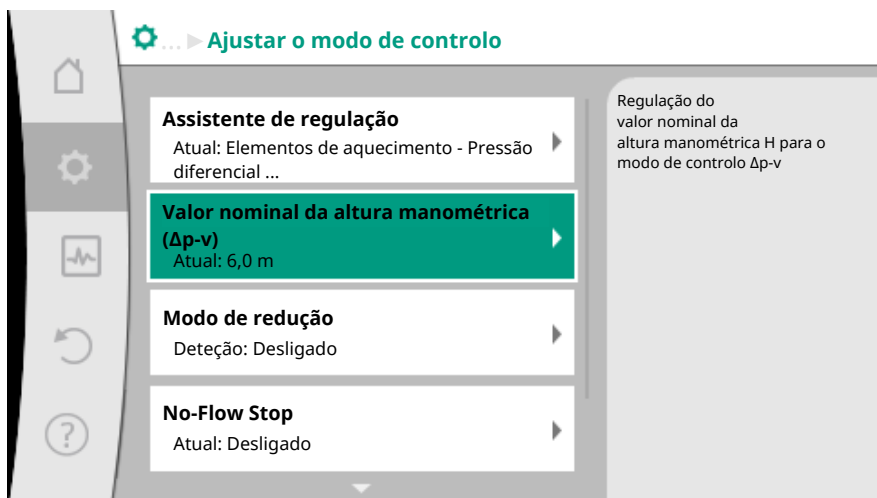 ... ▶ Ajustar o modo de controlo
Assistente de regulação
Atual: Elementos de aquecimento - Pressão
diferencial ...
Valor nominal da altura manométrica
(Δp-v)
Atual: 6,0 m
Modo de redução
Deteção: Desligado
No-Flow Stop
Atual: Desligado
Regulação do
valor nominal da
altura manométrica H para o
modo de controlo Δp-v
?